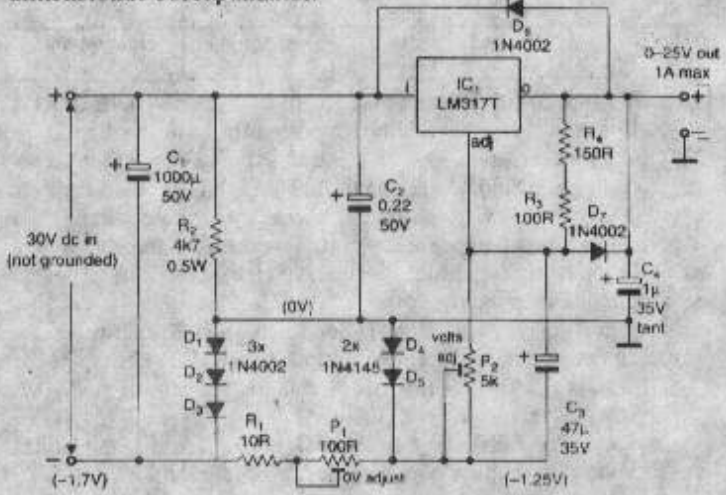 D₆
1N4002
0–25V out
1A max
+
–
+
i
IC₁
LM317T
o
adj
R₄
150R
R₃
100R
D₇
1N4002
+
C₁
1000µ
50V
R₂
4k7
0.5W
+
C₂
0.22
50V
30V dc in
(not grounded)
+
C₄
1µ
35V
tant
(0V)
D₁
D₂
D₃
3x
1N4002
2x
1N4148
D₄
D₅
volts
adj
P₂
5k
+
C₃
47µ
35V
R₁
10R
P₁
100R
0V adjust
–
(–1.7V)
(–1.25V)